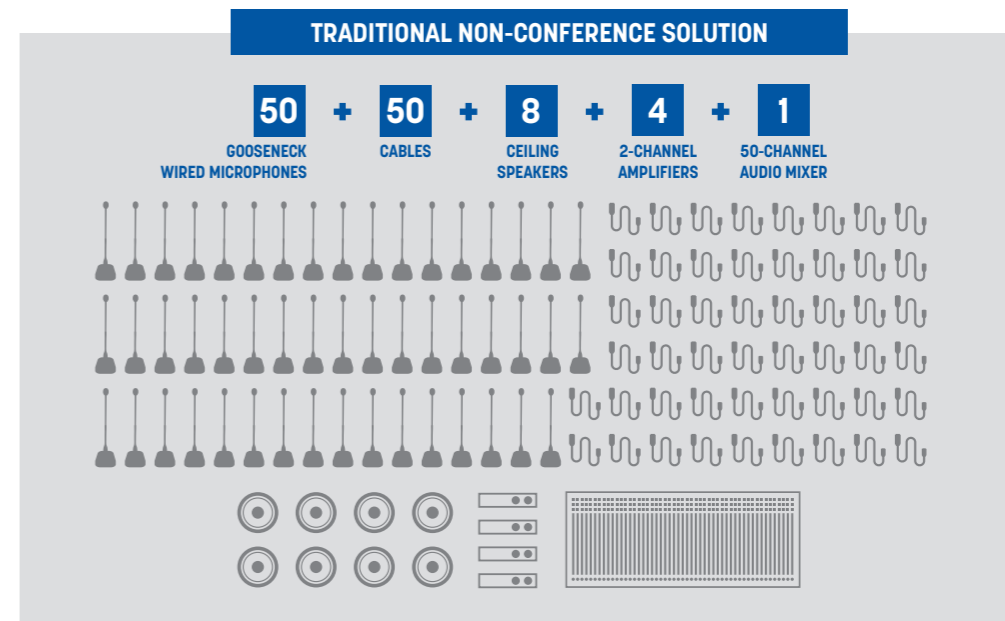 TRADITIONAL NON-CONFERENCE SOLUTION
50 + 50 + 8 + 4 + 1
GOOSENECK
WIRED MICROPHONES
CABLES
CEILING
SPEAKERS
2-CHANNEL
AMPLIFIERS
50-CHANNEL
AUDIO MIXER